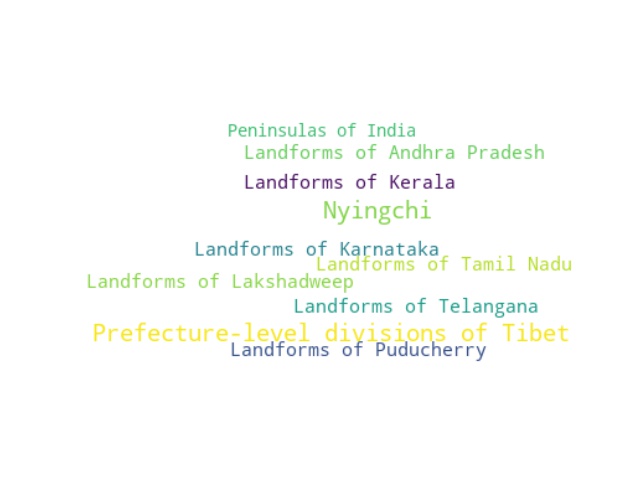 Peninsulas of India
Landforms of Andhra Pradesh
Landforms of Kerala
Nyingchi
Landforms of Karnataka
Landforms of Tamil Nadu
Landforms of Lakshadweep
Landforms of Telangana
Prefecture-level divisions of Tibet
Landforms of Puducherry